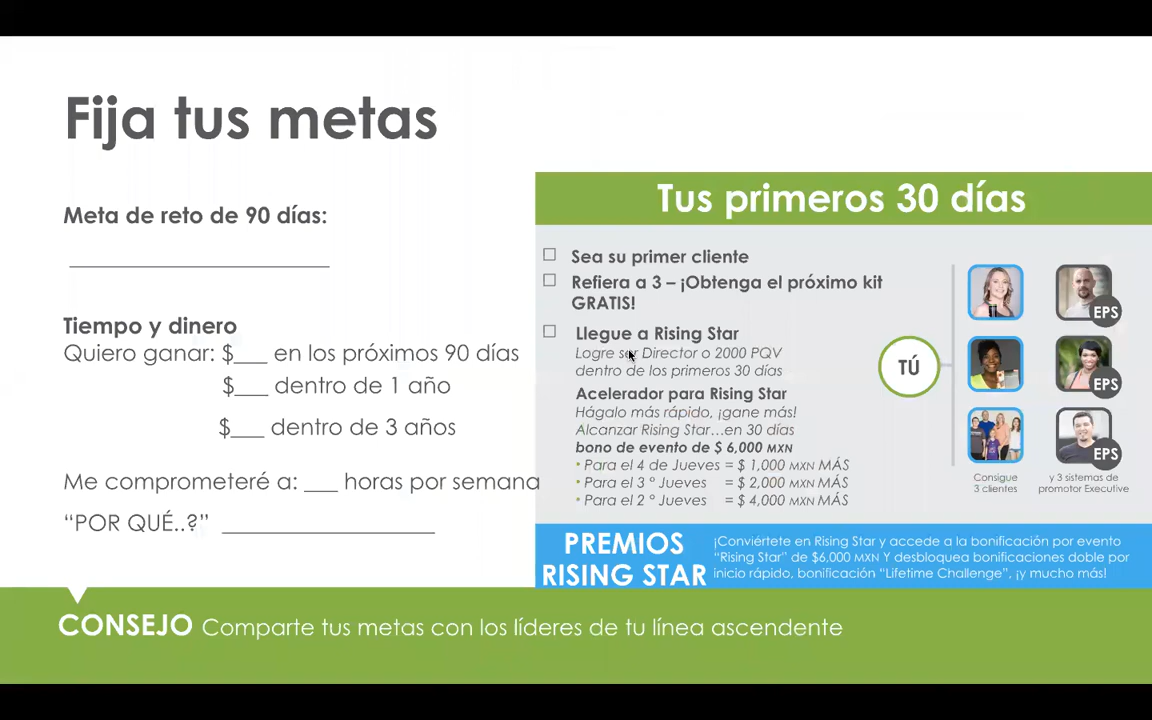 Fija tus metas
Meta de reto de 90 días:
____________________
Tiempo y dinero
Quiero ganar: $___ en los próximos 90 días
$___ dentro de 1 año
$___ dentro de 3 años
Me comprometeré a: ___ horas por semana
“POR QUÉ..?” ___________________
Tus primeros 30 días
Sea su primer cliente
Refiera a 3 – ¡Obtenga el próximo kit
GRATIS!
Llegue a Rising Star
Logre ser Director o 2000 PQV
dentro de los primeros 30 días
Acelerador para Rising Star
Hágalo más rápido, ¡gane más!
Alcanzar Rising Star...en 30 días
bono de evento de $ 6,000 MXN
• Para el 4 de Jueves = $ 1,000 MXN MÁS
• Para el 3 º Jueves = $ 2,000 MXN MÁS
• Para el 2 º Jueves = $ 4,000 MXN MÁS
TÚ
EPS
EPS
EPS
Consigue
3 clientes
y 3 sistemas de
promotor Executive
PREMIOS
RISING STAR
¡Conviértete en Rising Star y accede a la bonificación por evento
“Rising Star” de $6,000 MXN Y desbloquea bonificaciones doble por
inicio rápido, bonificación “Lifetime Challenge”, ¡y mucho más!
CONSEJO Comparte tus metas con los líderes de tu línea ascendente